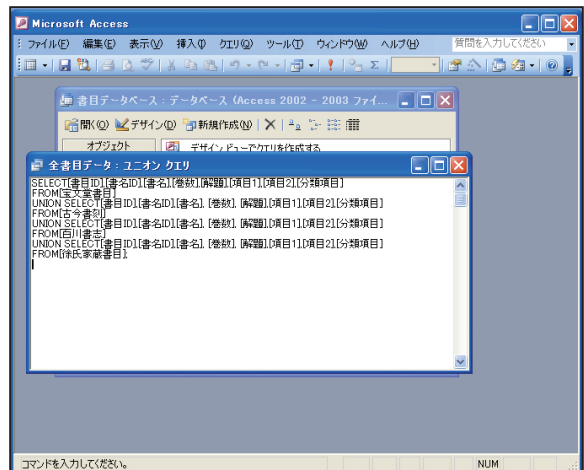 Microsoft Access
ファイル(F) 編集(E) 表示(V) 挿入(I) クエリ(Q) ツール(T) ウィンドウ(W) ヘルプ(H) 質問を入力してください
書目データベース : データベース (Access 2002 - 2003 ファイ...
開く(O) デザイン(D) 新規作成(N)
オブジェクト デザイン ビューでクエリを作成する
全書目データ : ユニオン クエリ
SELECT[書目ID],[書名ID],[書名],[巻数],[解題],[項目1],[項目2],[分類項目]
FROM[宝文堂書目]
UNION SELECT[書目ID],[書名ID],[書名], [巻数], [解題],[項目1],[項目2],[分類項目]
FROM[古今書刻]
UNION SELECT[書目ID],[書名ID],[書名], [巻数], [解題],[項目1],[項目2],[分類項目]
FROM[百川書志]
UNION SELECT[書目ID],[書名ID],[書名], [巻数], [解題],[項目1],[項目2],[分類項目]
FROM[徐氏家蔵書目];
コマンドを入力してください。 NUM